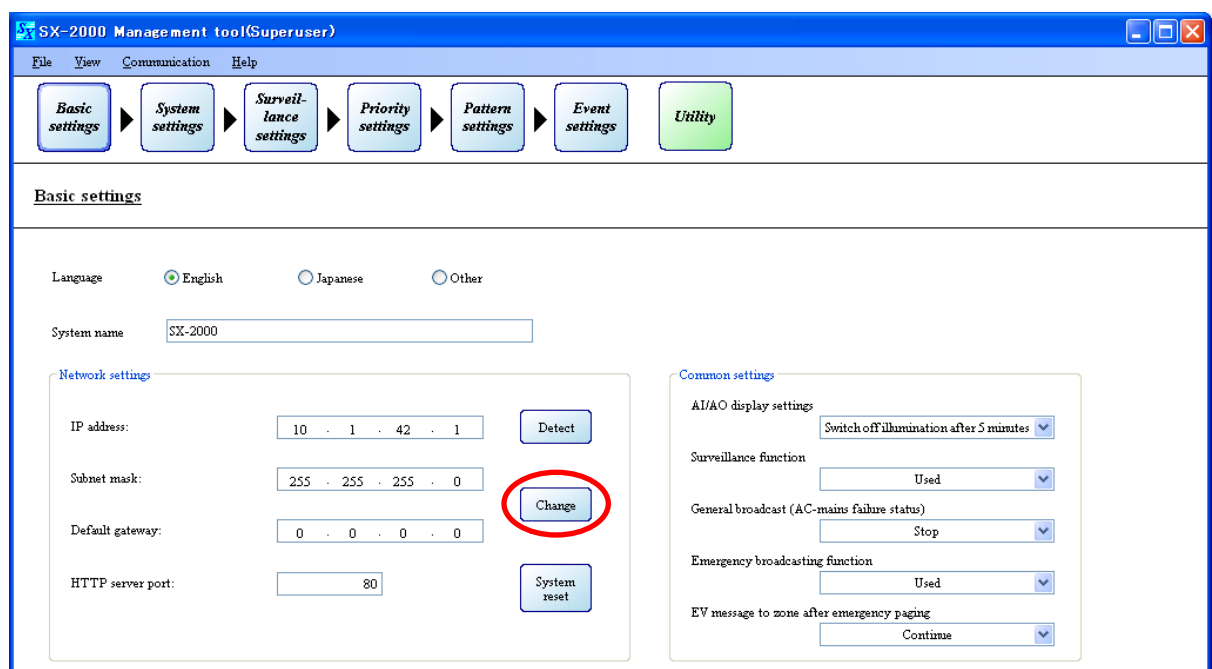 SX-2000 Management tool(Superuser)
File View Communication Help
Basic
settings
System
settings
Surveil-
lance
settings
Priority
settings
Pattern
settings
Event
settings
Utility
Basic settings
Language English Japanese Other
System name SX-2000
Network settings
IP address: 10 . 1 . 42 . 1 Detect
Subnet mask: 255 . 255 . 255 . 0
Change
Default gateway: 0 . 0 . 0 . 0
HTTP server port: 80
System
reset
Common settings
AI/AO display settings
Switch off illumination after 5 minutes
Surveillance function
Used
General broadcast (AC-mains failure status)
Stop
Emergency broadcasting function
Used
EV message to zone after emergency paging
Continue